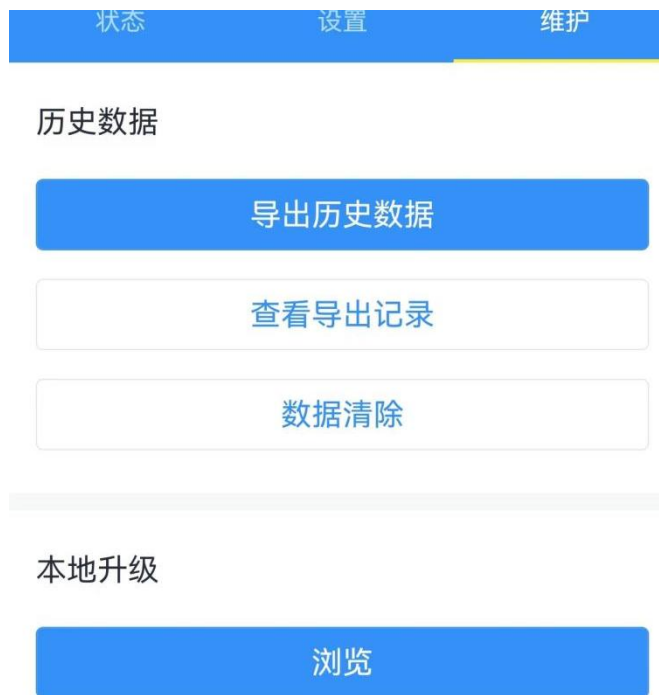 状态 设置 维护
历史数据
导出历史数据
查看导出记录
数据清除
本地升级
浏览